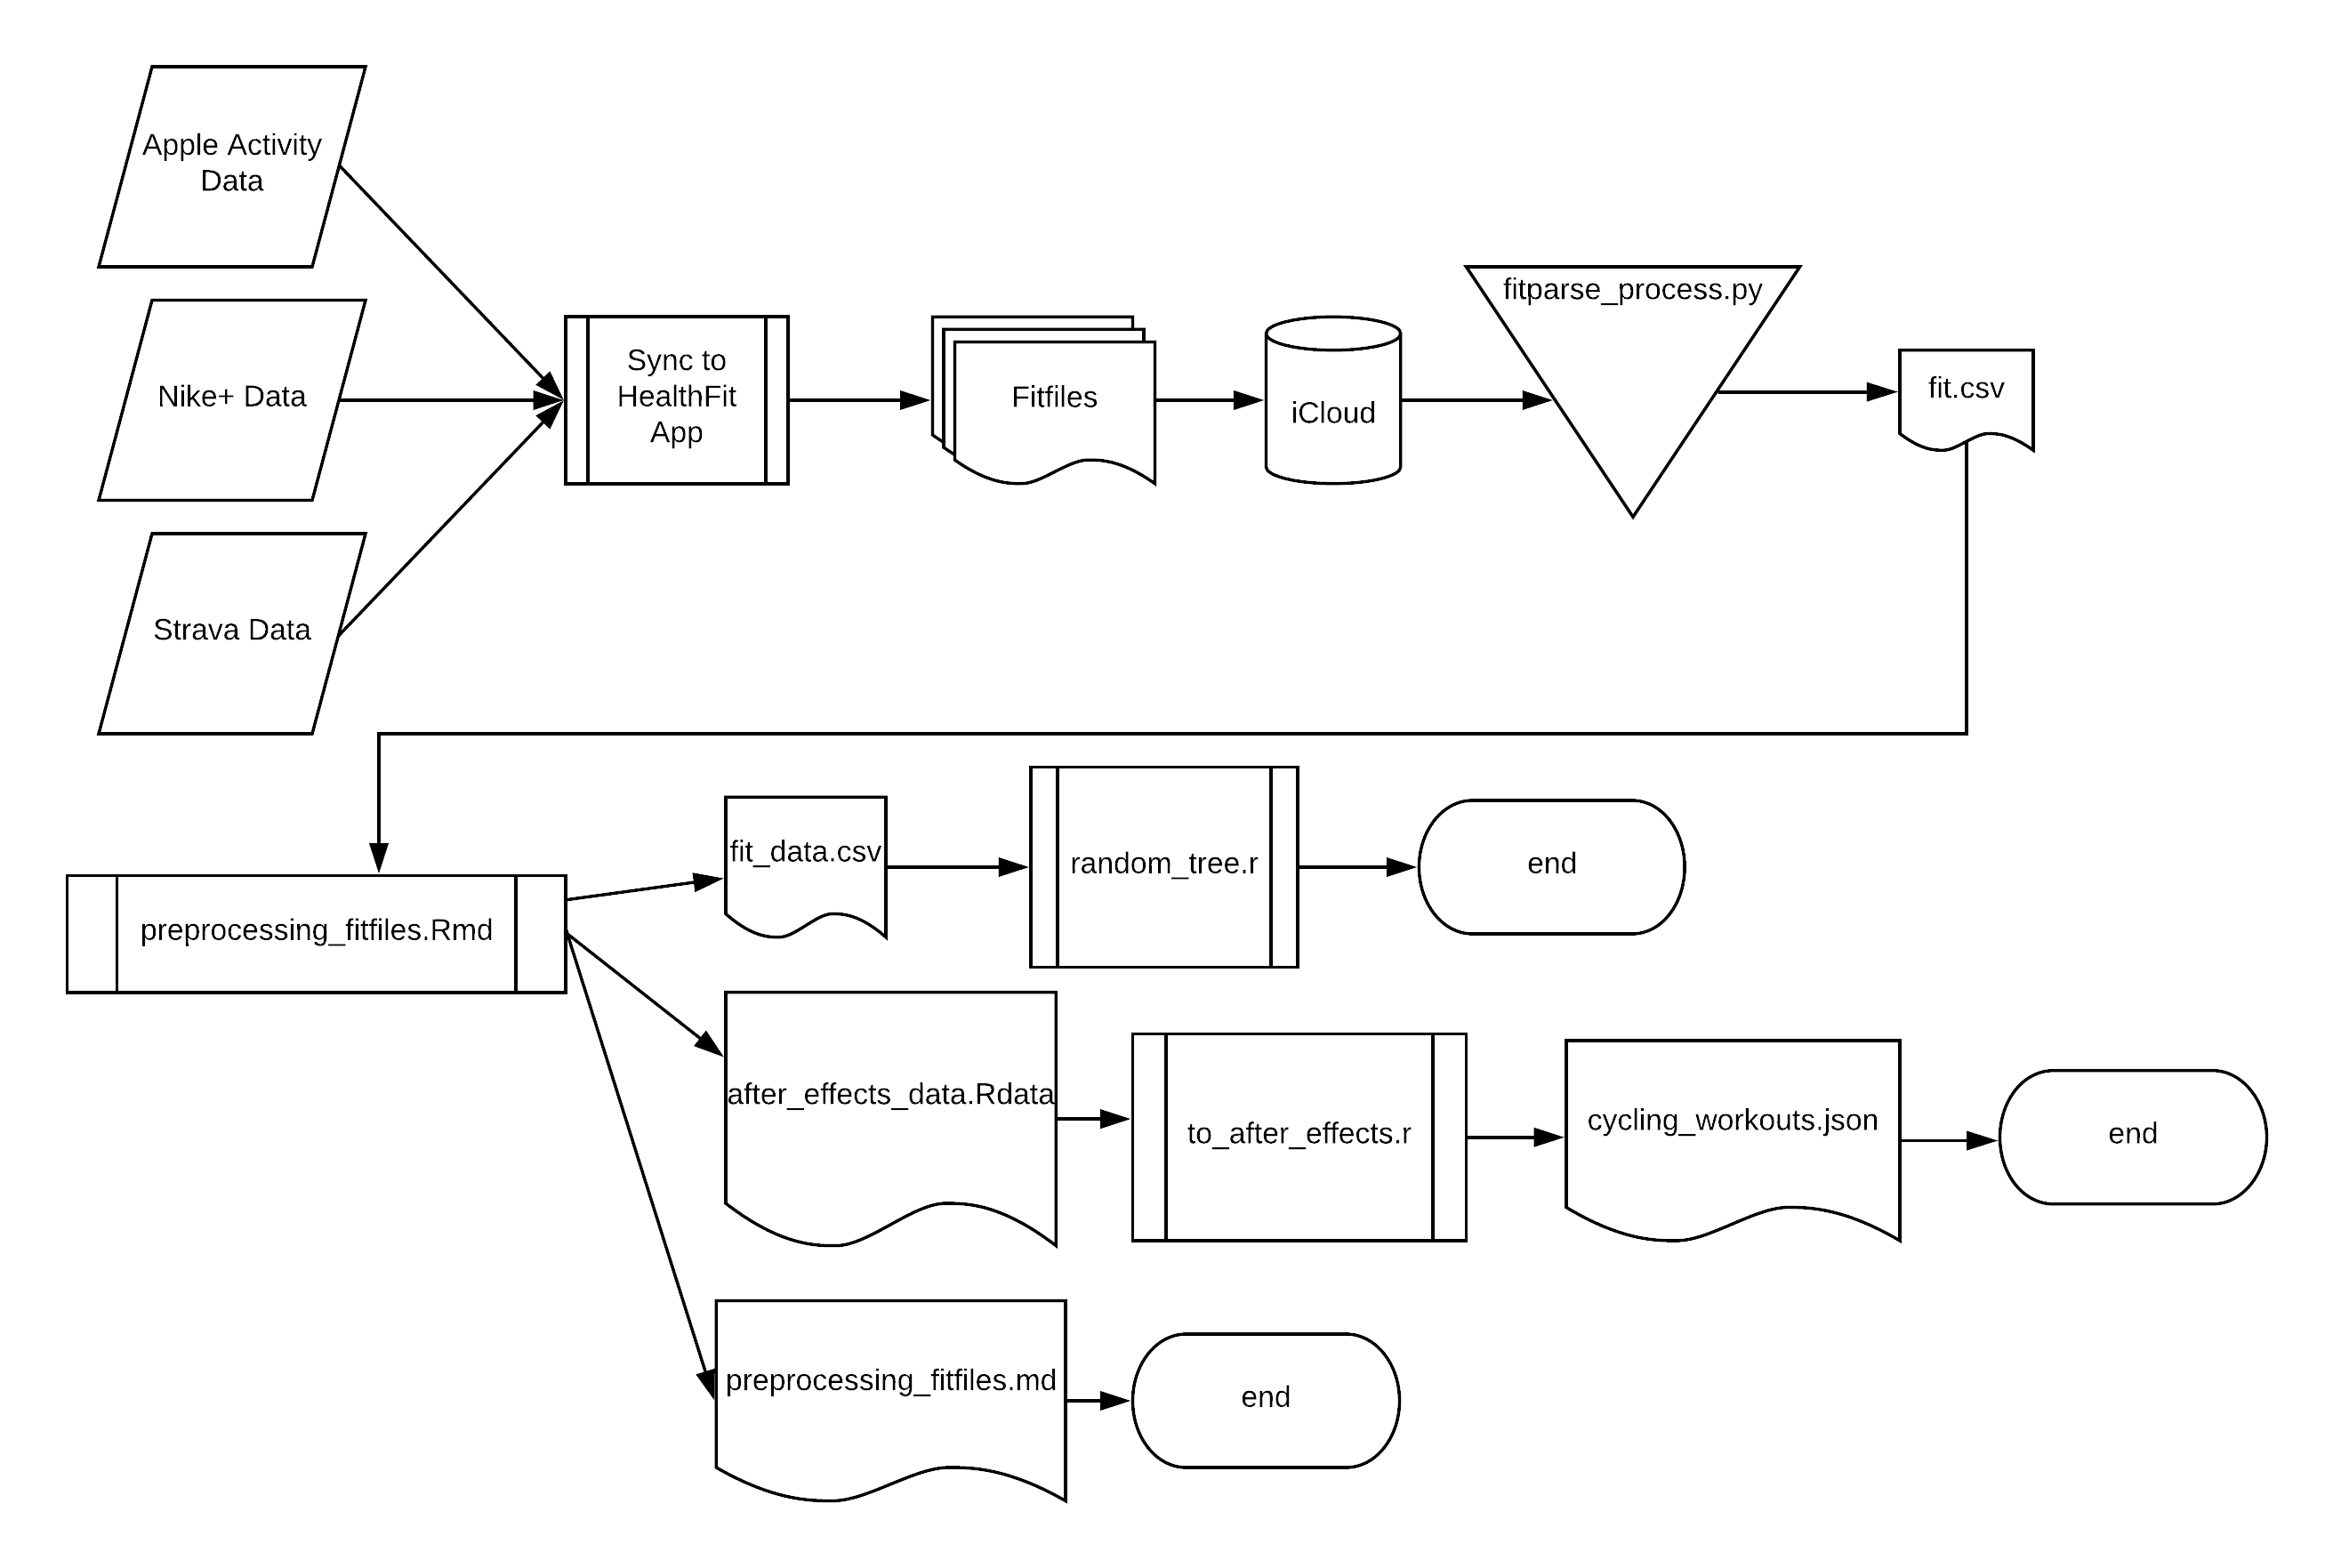 Apple Activity
Data
Nike+ Data
Strava Data
Sync to
HealthFit
App
Fitfiles
iCloud
fitparse_process.py
fit.csv
preprocessing_fitfiles.Rmd
fit_data.csv
random_tree.r
end
after_effects_data.Rdata
to_after_effects.r
cycling_workouts.json
end
preprocessing_fitfiles.md
end